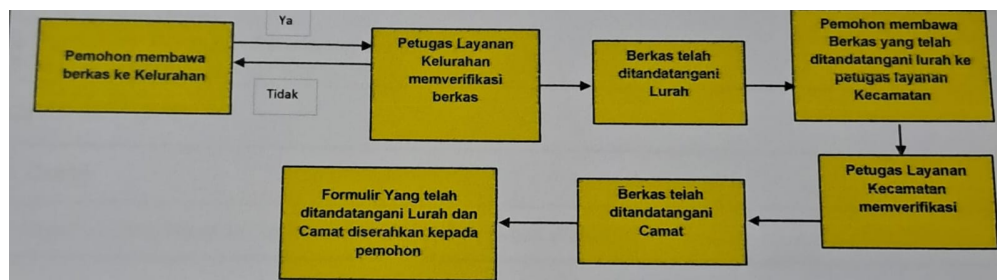 Ya
Pemohon membawa
berkas ke Kelurahan
Tidak
Petugas Layanan
Kelurahan
memverifikasi
berkas
Berkas telah
ditandatangani
Lurah
Pemohon membawa
Berkas yang telah
ditandatangani lurah ke
petugas layanan
Kecamatan
Petugas Layanan
Kecamatan
memverifikasi
Berkas telah
ditandatangani
Camat
Formulir Yang telah
ditandatangani Lurah dan
Camat diserahkan kepada
pemohon